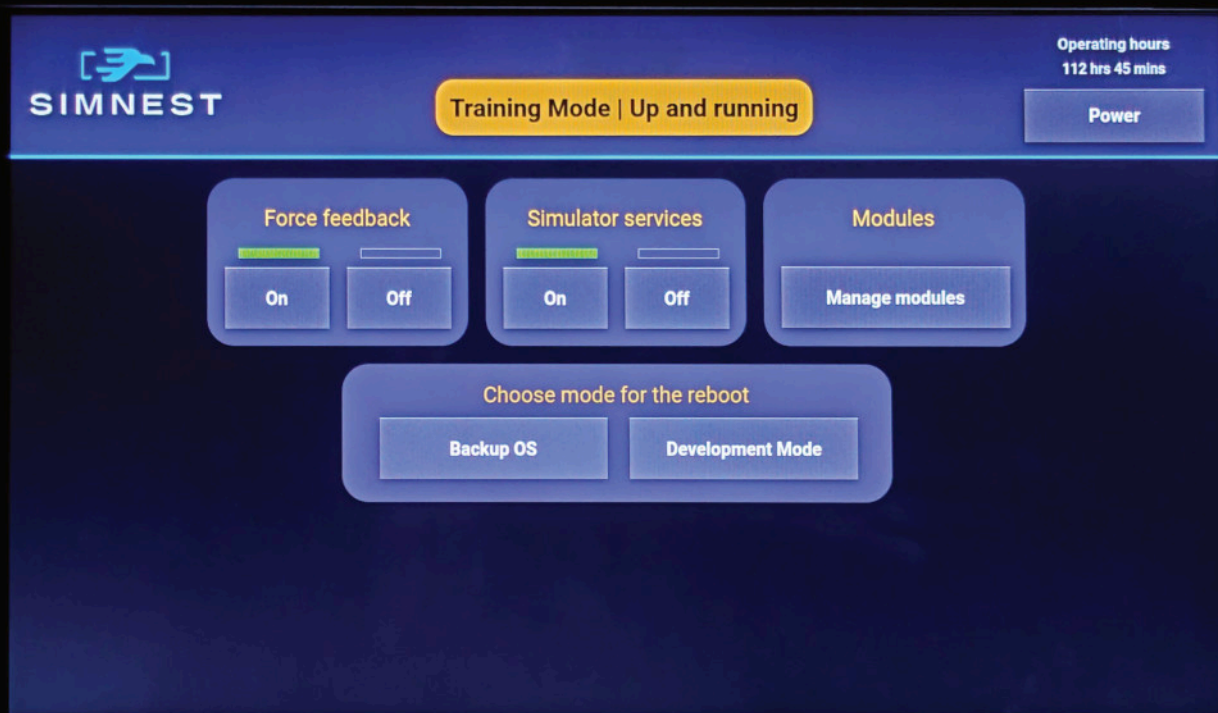 SIMNEST
Training Mode | Up and running
Operating hours
112 hrs 45 mins
Power
Force feedback
On
Off
Simulator services
On
Off
Modules
Manage modules
Choose mode for the reboot
Backup OS
Development Mode